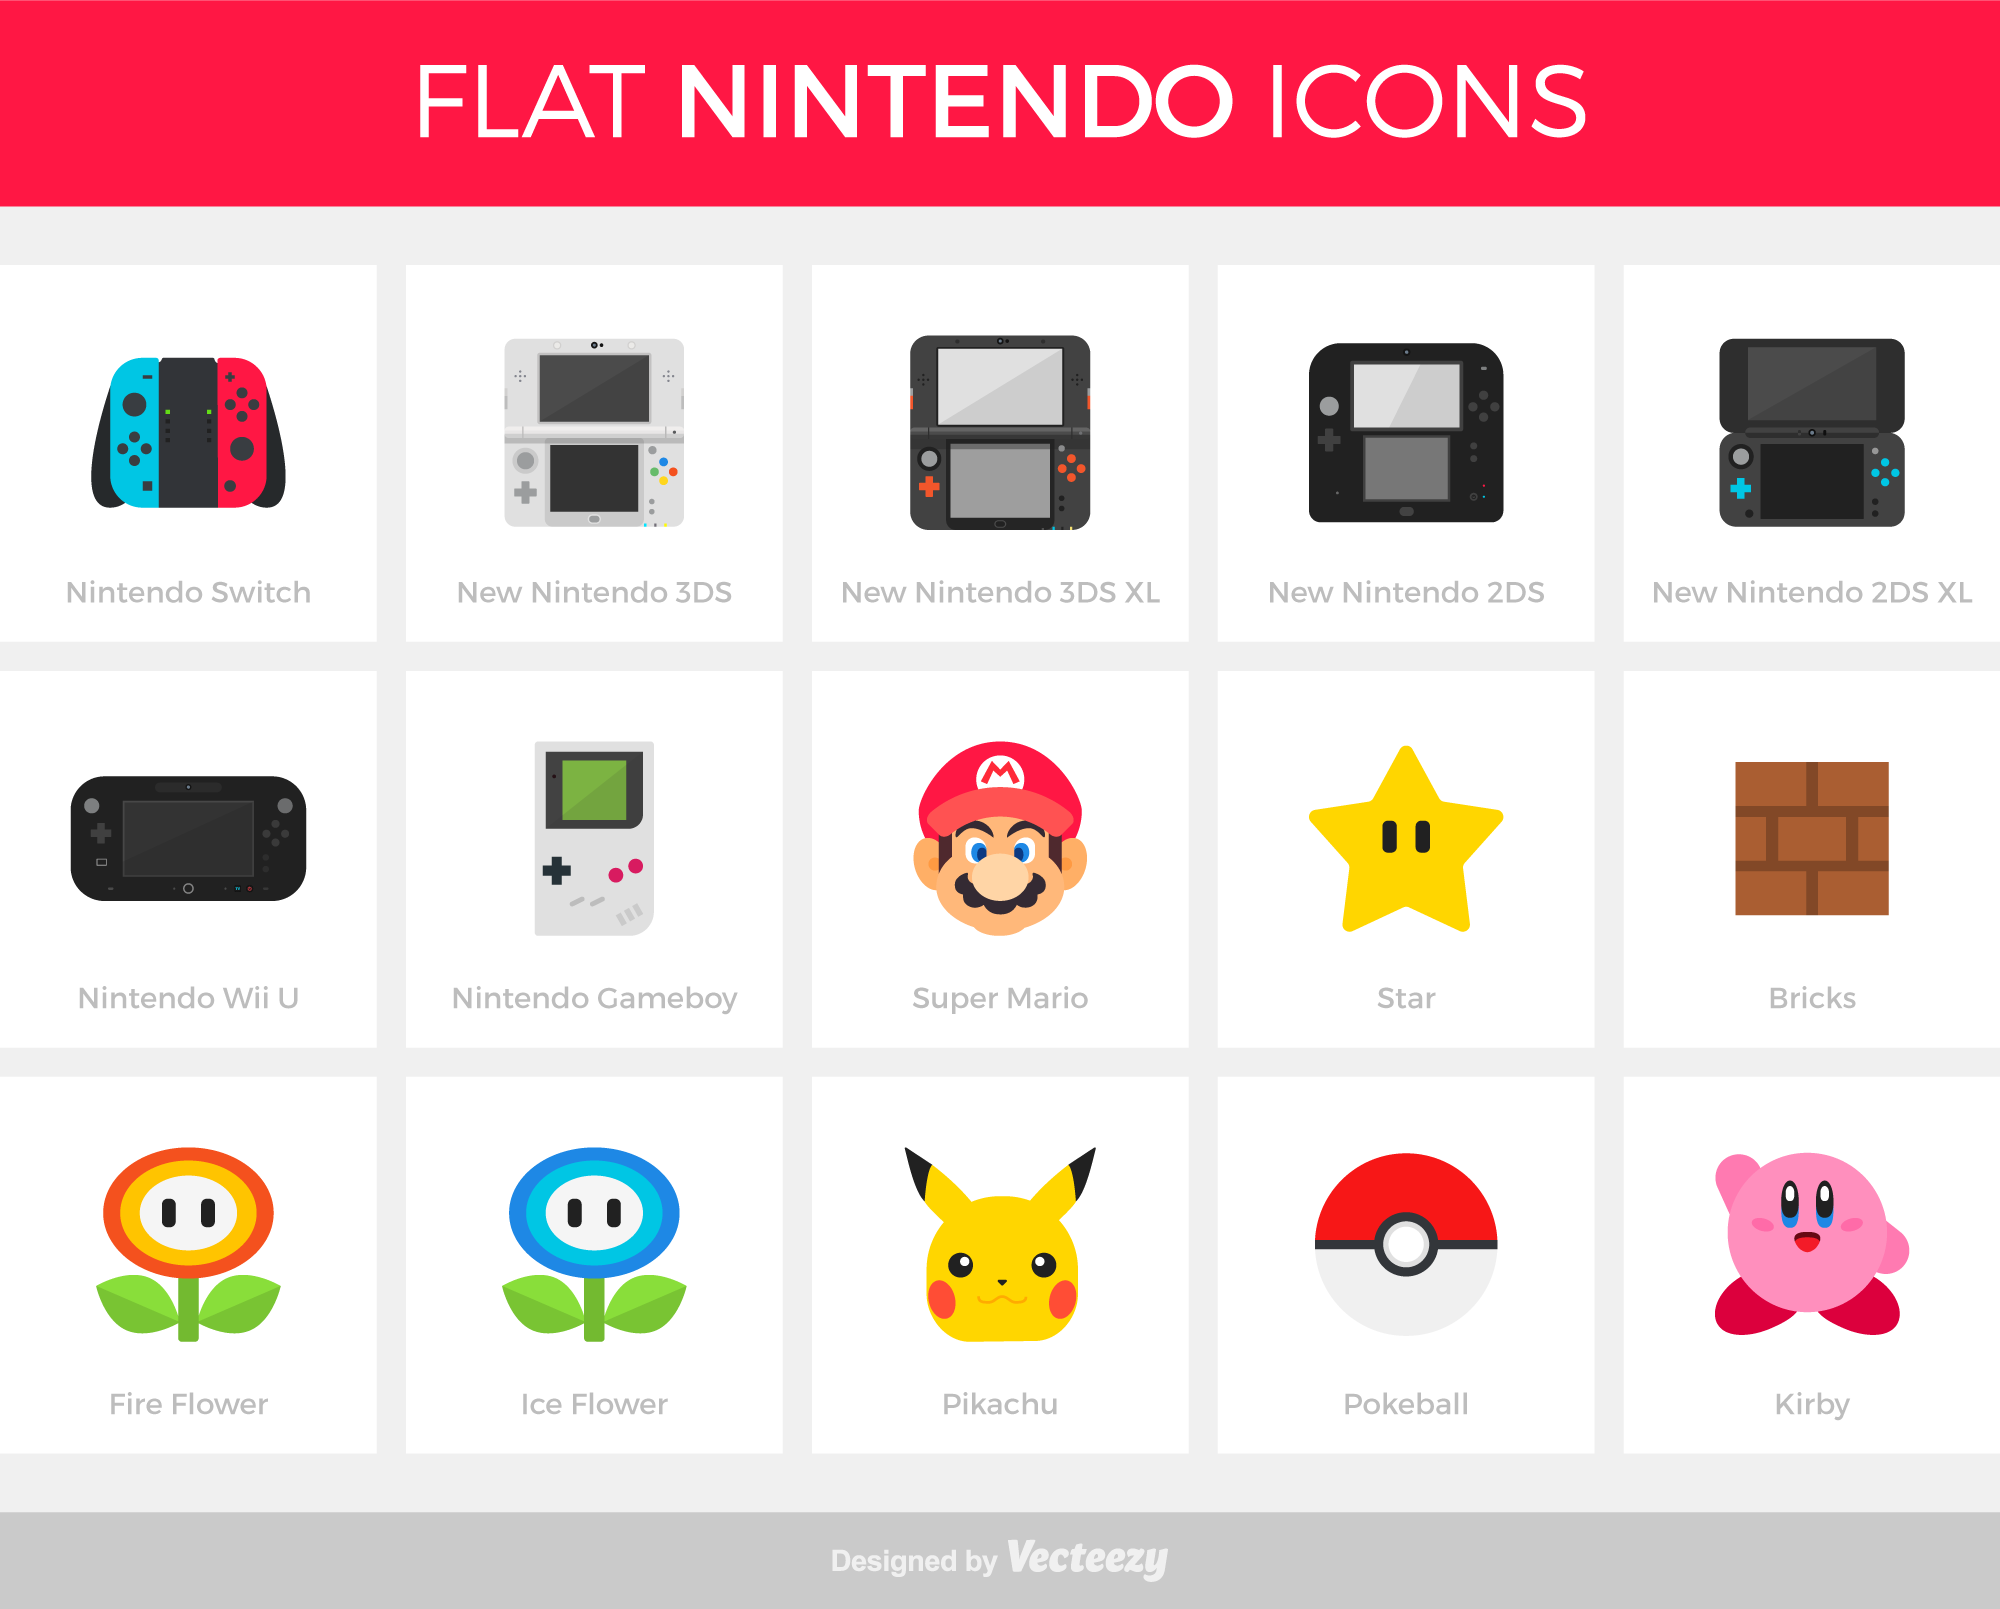 FLAT NINTENDO ICONS
Nintendo Switch
New Nintendo 3DS
New Nintendo 3DS XL
New Nintendo 2DS
New Nintendo 2DS XL
Nintendo Wii U
Nintendo Gameboy
M
Super Mario
Star
Bricks
Fire Flower
Ice Flower
Pikachu
Pokeball
Kirby
Designed by Vecteezy